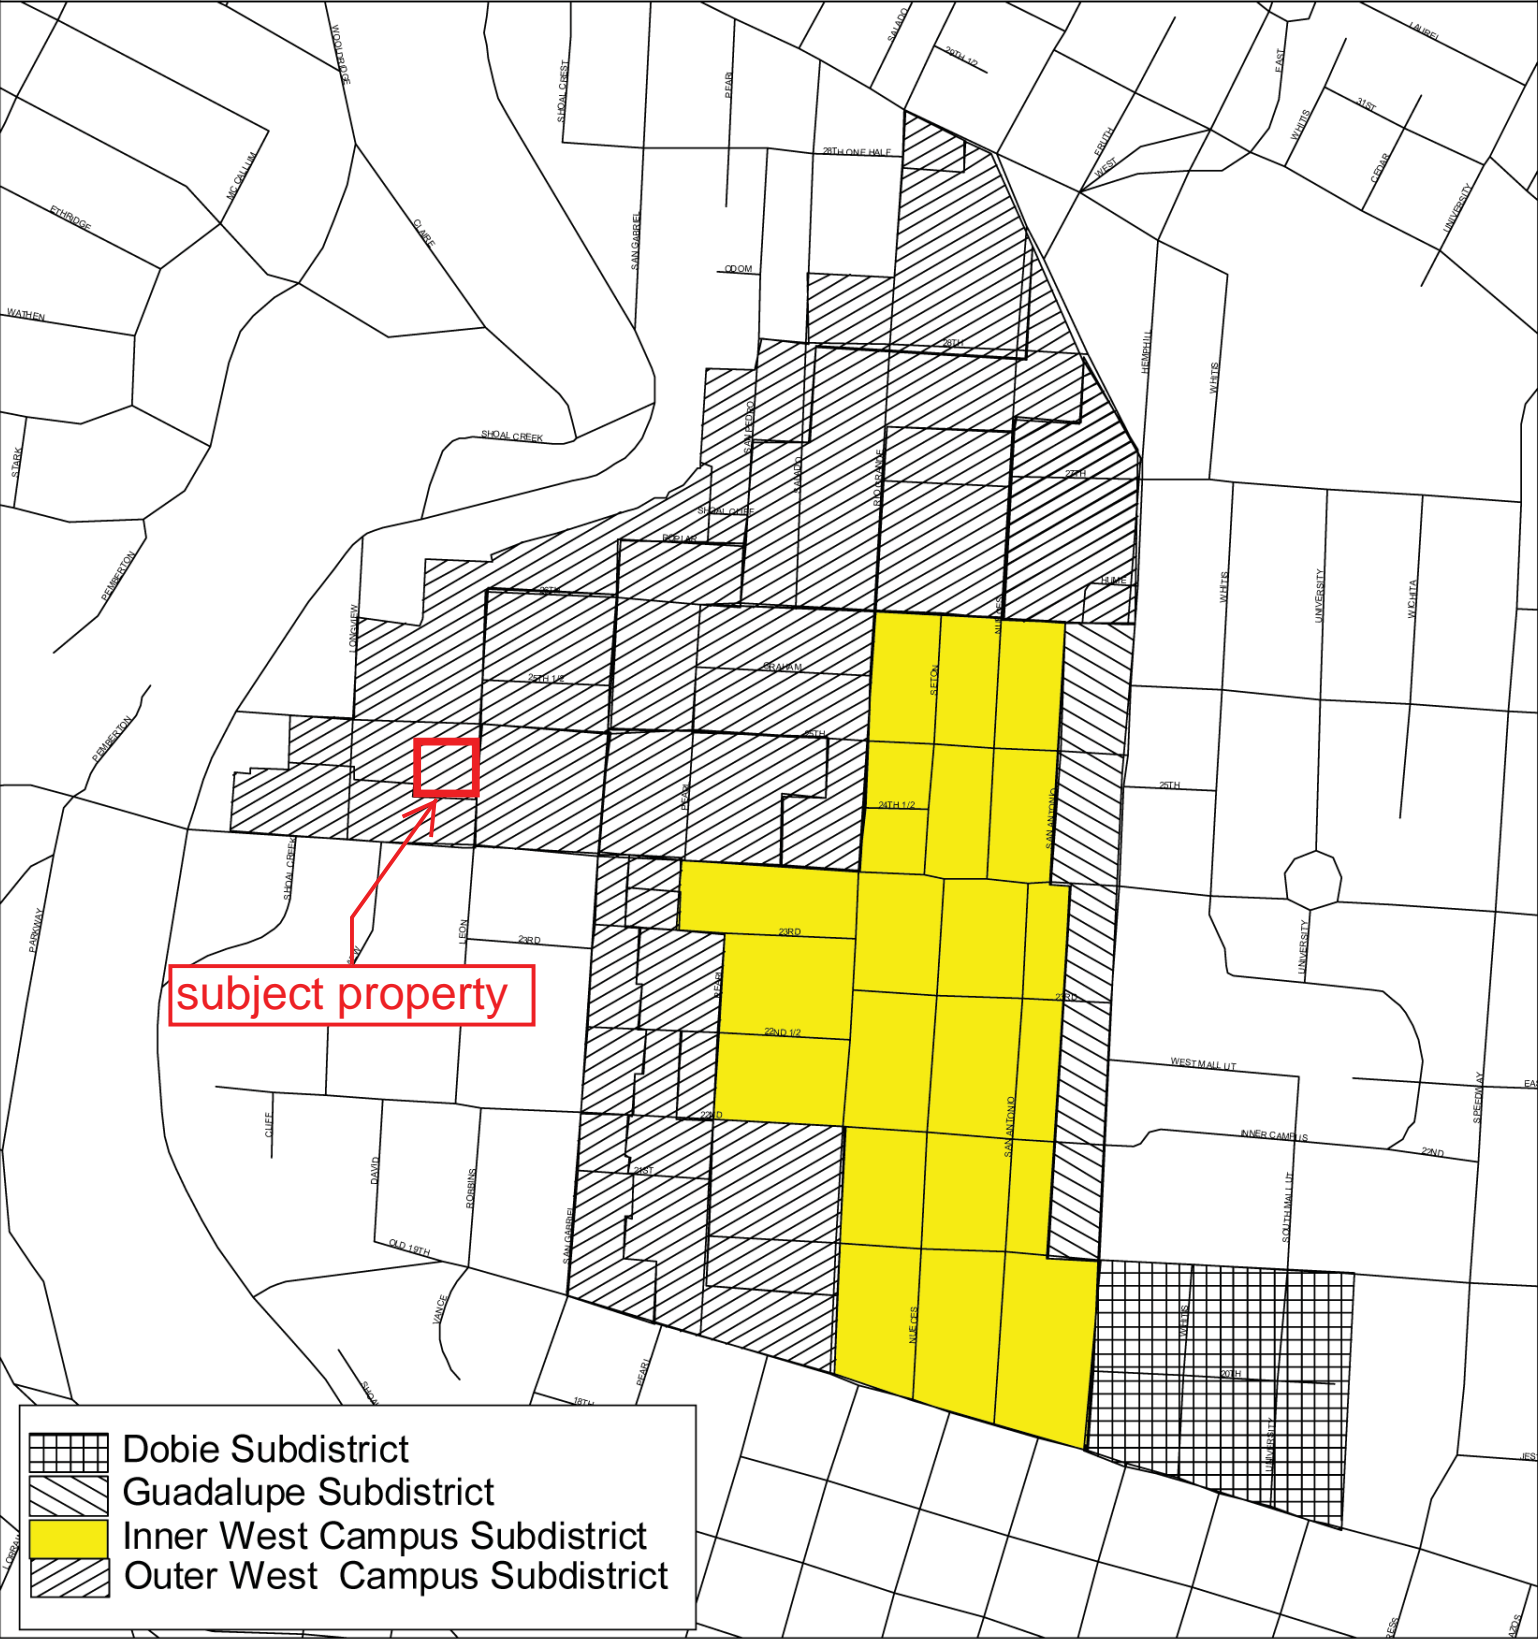 LAUREL
SALADO
WOOLDRIDGE
29TH 1/2
EAST
SHOAL CREST
PEARL
31ST
WHITIS
FRUTH
28TH ONE HALF
WEST
CEDAR
MC CALLUM
UNIVERSITY
ETHRIDGE
CLAIRE
SAN GABRIEL
ODOM
WATHEN
28TH
HEMPHILL
WHITIS
SAN PEDRO
SHOAL CREEK
STARK
SALADO
RIO GRANDE
27TH
SHOAL CLIFF
POPLAR
PEMBERTON
HUME
WHITIS
UNIVERSITY
WICHITA
26TH
LONGVIEW
NUECES
GRAHAM
25TH 1/2
SETON
PEMBERTON
25TH
25TH
PEARL
24TH 1/2
SAN ANTONIO
SHOAL CREEK
PARKWAY
LEON
23RD
23RD
UNIVERSITY
subject property
PEARL
23RD
22ND 1/2
WEST MALL UT
SPEEDWAY
CLIFF
22ND
SAN ANTONIO
INNER CAMPUS
22ND
DAVID
ROBBINS
21ST
SOUTH MALL UT
SAN GABRIEL
OLD 19TH
VANCE
NUECES
WHITIS
PEARL
20TH
18TH
UNIVERSITY
Dobie Subdistrict
Guadalupe Subdistrict
Inner West Campus Subdistrict
Outer West Campus Subdistrict